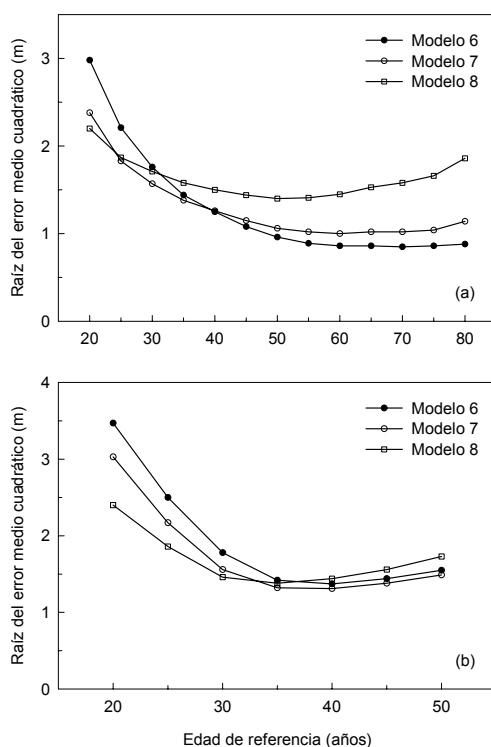 Raíz del error medio cuadrático (m)
3
2
1
0
Modelo 6
Modelo 7
Modelo 8
(a)
20 30 40 50 60 70 80
Raíz del error medio cuadrático (m)
4
3
2
1
0
Modelo 6
Modelo 7
Modelo 8
(b)
20 30 40 50
Edad de referencia (años)